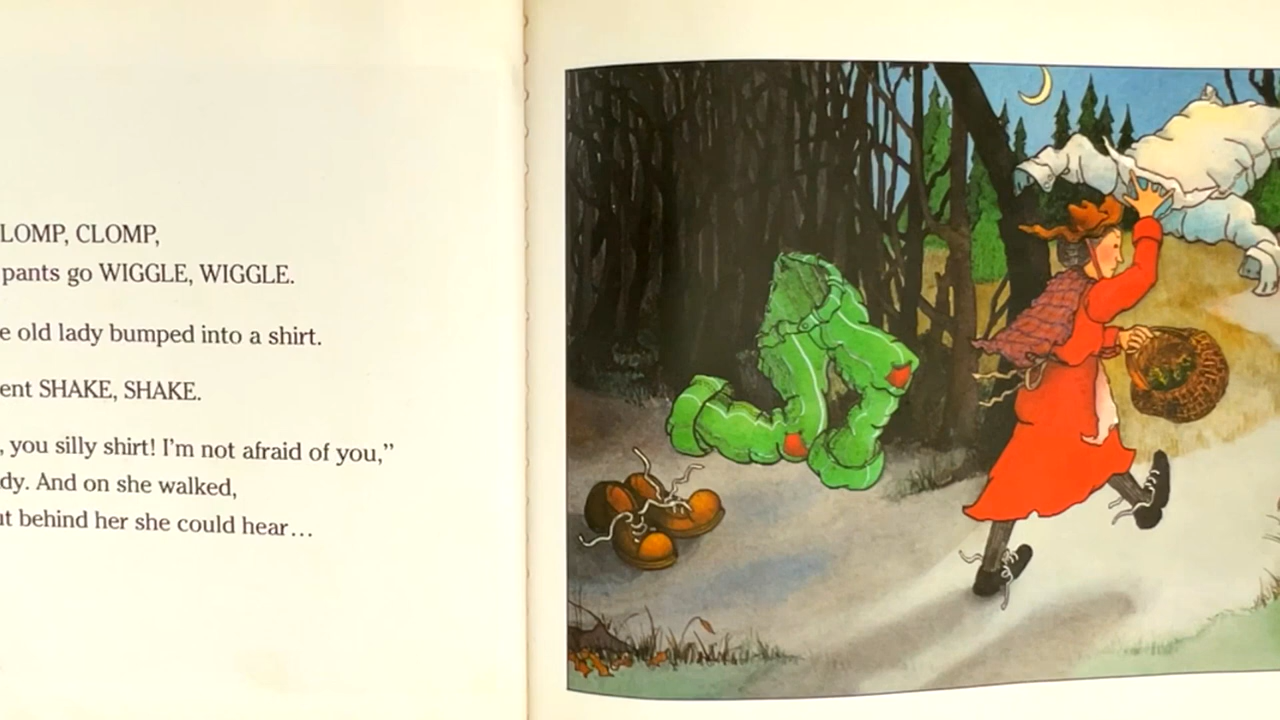 LOMP, CLOMP,
pants go WIGGLE, WIGGLE.
e old lady bumped into a shirt.
ent SHAKE, SHAKE.
, you silly shirt! I'm not afraid of you,”
dy. And on she walked,
t behind her she could hear...